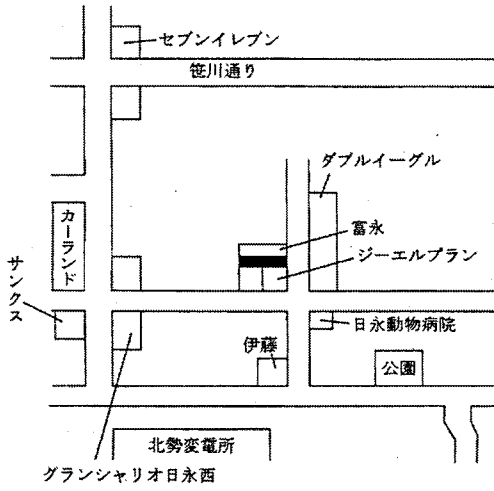 セブンイレブン
笹川通り
ダブルイーグル
富永
ジーエルプラン
カーランド
サンクス
日永動物病院
伊藤
公園
北勢変電所
グランシャリオ日永西